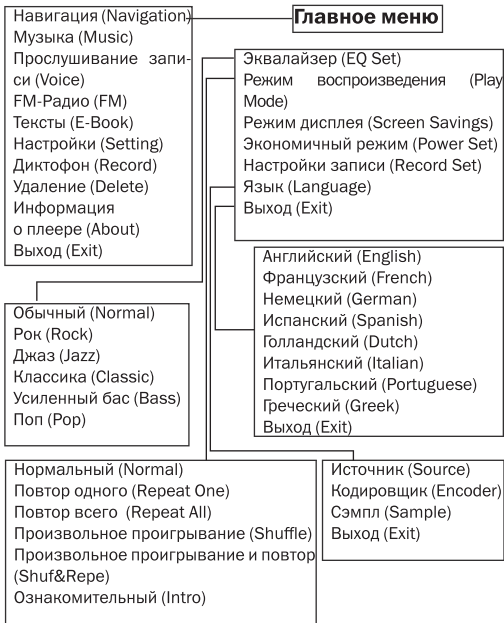 Главное меню
Навигация (Navigation)
Музыка (Music)
Прослушивание запи-
си (Voice)
FM-Радио (FM)
Тексты (E-Book)
Настройки (Setting)
Диктофон (Record)
Удаление (Delete)
Информация
о плеере (About)
Выход (Exit)
Эквалайзер (EQ Set)
Режим воспроизведения (Play
Mode)
Режим дисплея (Screen Savings)
Экономичный режим (Power Set)
Настройки записи (Record Set)
Язык (Language)
Выход (Exit)
Английский (English)
Французский (French)
Немецкий (German)
Испанский (Spanish)
Голландский (Dutch)
Итальянский (Italian)
Португальский (Portuguese)
Греческий (Greek)
Выход (Exit)
Обычный (Normal)
Рок (Rock)
Джаз (Jazz)
Классика (Classic)
Усиленный бас (Bass)
Поп (Pop)
Нормальный (Normal)
Повтор одного (Repeat One)
Повтор всего (Repeat All)
Произвольное проигрывание (Shuffle)
Произвольное проигрывание и повтор
(Shuf&Repe)
Ознакомительный (Intro)
Источник (Source)
Кодировщик (Encoder)
Сэмпл (Sample)
Выход (Exit)